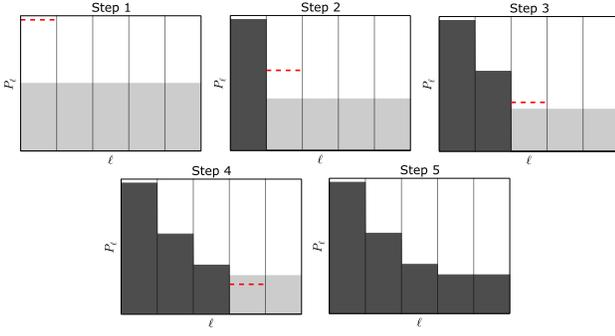 Step 1
P_ℓ
ℓ
Step 2
P_ℓ
ℓ
Step 3
P_ℓ
ℓ
Step 4
P_ℓ
ℓ
Step 5
P_ℓ
ℓ